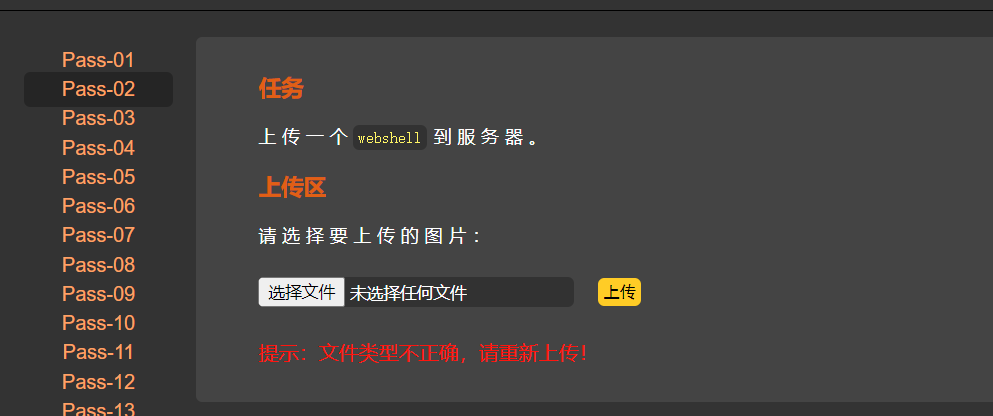 Pass-01
Pass-02
Pass-03
Pass-04
Pass-05
Pass-06
Pass-07
Pass-08
Pass-09
Pass-10
Pass-11
Pass-12
Pass-13
任务
上传一个 webshell 到服务器。
上传区
请选择要上传的图片：
选择文件 未选择任何文件 上传
提示：文件类型不正确，请重新上传！